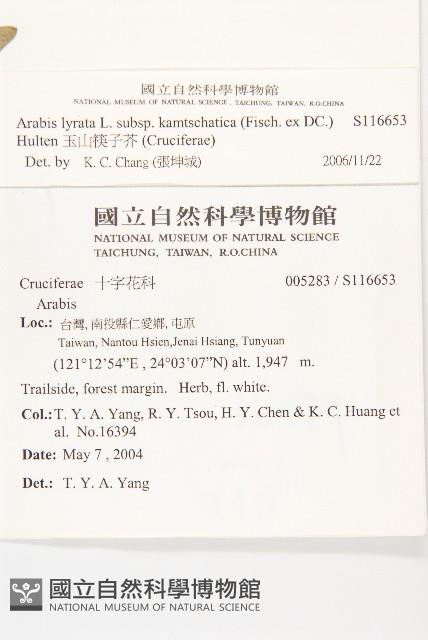 國立自然科學博物館
NATIONAL MUSEUM OF NATURAL SCIENCE , TAICHUNG, TAIWAN, R.O.CHINA
Arabis lyrata L. subsp. kamtschatica (Fisch. ex DC.) S116653
Hulten 玉山筷子芥 (Cruciferae)
Det. by K. C. Chang (張坤城) 2006/11/22
國立自然科學博物館
NATIONAL MUSEUM OF NATURAL SCIENCE
TAICHUNG, TAIWAN, R.O.CHINA
Cruciferae 十字花科 005283 / S116653
Arabis
Loc.: 台灣, 南投縣仁愛鄉, 屯原
Taiwan, Nantou Hsien,Jenai Hsiang, Tunyuan
(121°12'54"E , 24°03'07"N) alt. 1,947 m.
Trailside, forest margin. Herb, fl. white.
Col.: T. Y. A. Yang, R. Y. Tsou, H. Y. Chen & K. C. Huang et
al. No.16394
Date: May 7 , 2004
Det.: T. Y. A. Yang
國立自然科學博物館
NATIONAL MUSEUM OF NATURAL SCIENCE